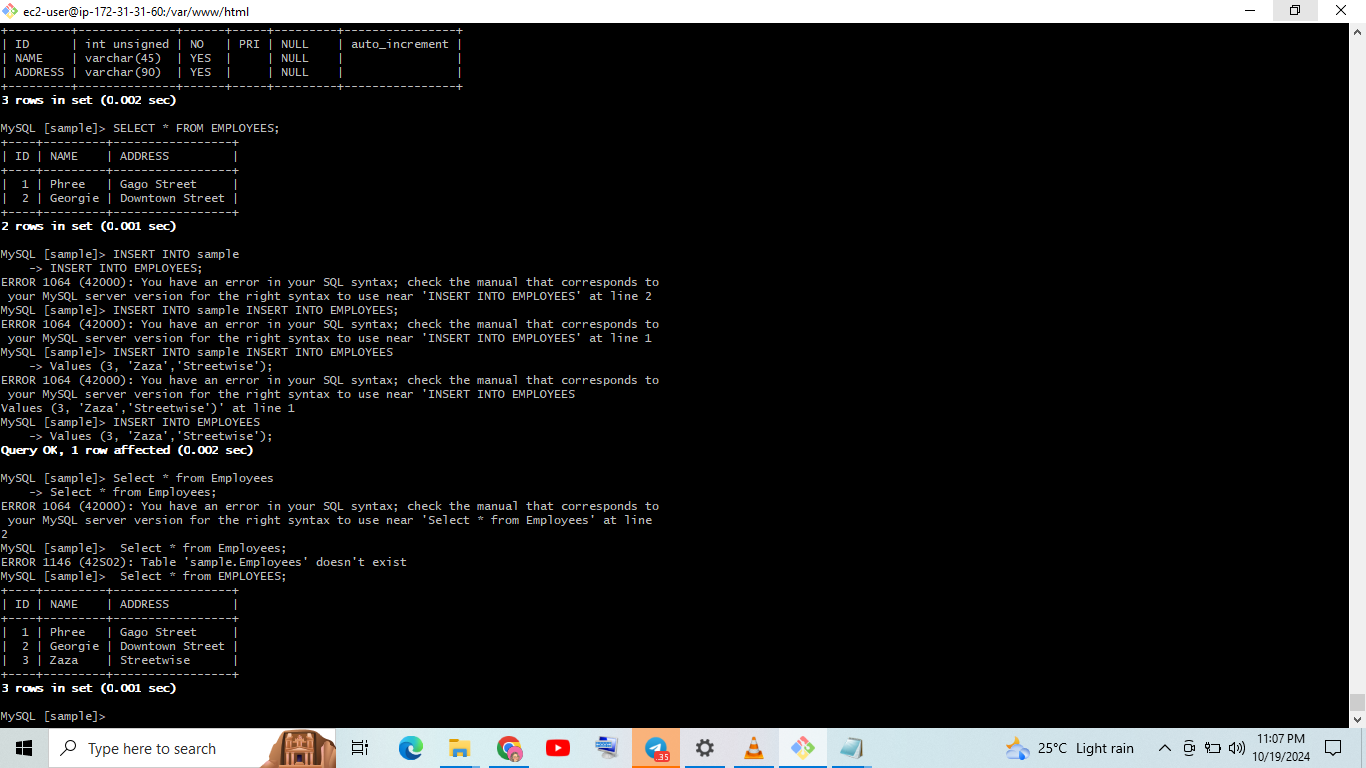 ec2-user@ip-172-31-31-60:/var/www/html
+---------+--------------+------+-----+---------+----------------+
| ID      | int unsigned | NO   | PRI | NULL    | auto_increment |
| NAME    | varchar(45)  | YES  |     | NULL    |                |
| ADDRESS | varchar(90)  | YES  |     | NULL    |                |
+---------+--------------+------+-----+---------+----------------+
3 rows in set (0.002 sec)
MySQL [sample]> SELECT * FROM EMPLOYEES;
+----+---------+-----------------+
| ID | NAME    | ADDRESS         |
+----+---------+-----------------+
|  1 | Phree   | Gago Street     |
|  2 | Georgie | Downtown Street |
+----+---------+-----------------+
2 rows in set (0.001 sec)
MySQL [sample]> INSERT INTO sample
    -> INSERT INTO EMPLOYEES;
ERROR 1064 (42000): You have an error in your SQL syntax; check the manual that corresponds to
 your MySQL server version for the right syntax to use near 'INSERT INTO EMPLOYEES' at line 2
MySQL [sample]> INSERT INTO sample INSERT INTO EMPLOYEES;
ERROR 1064 (42000): You have an error in your SQL syntax; check the manual that corresponds to
 your MySQL server version for the right syntax to use near 'INSERT INTO EMPLOYEES' at line 1
MySQL [sample]> INSERT INTO sample INSERT INTO EMPLOYEES
    -> Values (3, 'Zaza','Streetwise');
ERROR 1064 (42000): You have an error in your SQL syntax; check the manual that corresponds to
 your MySQL server version for the right syntax to use near 'INSERT INTO EMPLOYEES
Values (3, 'Zaza','Streetwise')' at line 1
MySQL [sample]> INSERT INTO EMPLOYEES
    -> Values (3, 'Zaza','Streetwise');
Query OK, 1 row affected (0.002 sec)
MySQL [sample]> Select * from Employees
    -> Select * from Employees;
ERROR 1064 (42000): You have an error in your SQL syntax; check the manual that corresponds to
 your MySQL server version for the right syntax to use near 'Select * from Employees' at line
2
MySQL [sample]>  Select * from Employees;
ERROR 1146 (42S02): Table 'sample.Employees' doesn't exist
MySQL [sample]>  Select * from EMPLOYEES;
+----+---------+-----------------+
| ID | NAME    | ADDRESS         |
+----+---------+-----------------+
|  1 | Phree   | Gago Street     |
|  2 | Georgie | Downtown Street |
|  3 | Zaza    | Streetwise      |
+----+---------+-----------------+
3 rows in set (0.001 sec)
MySQL [sample]>
Type here to search
.35
25°C Light rain
11:07 PM
10/19/2024